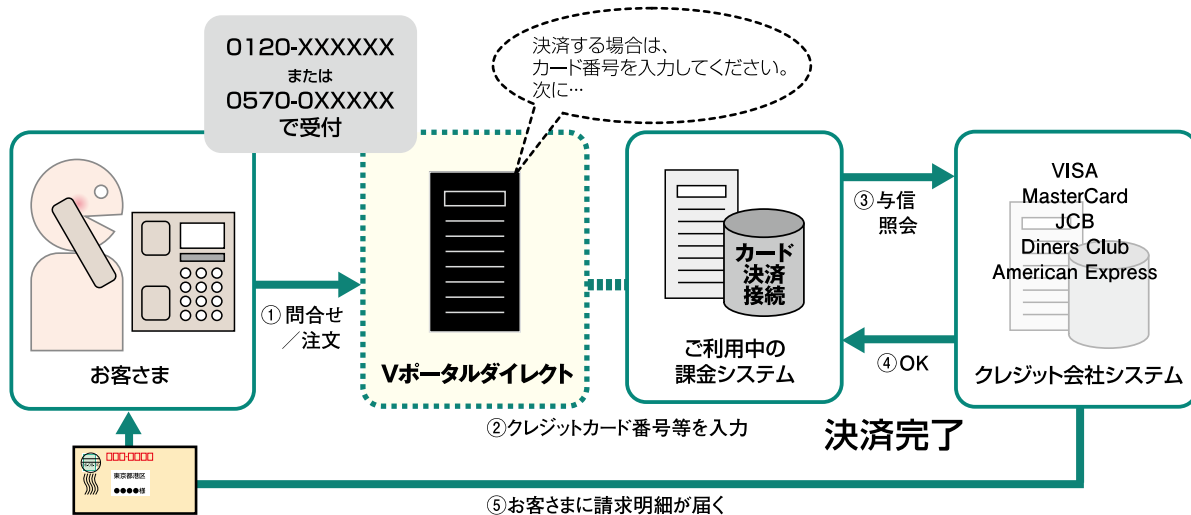 0120-XXXXXX
または
0570-0XXXXX
で受付
決済する場合は、
カード番号を入力してください。
次に…
お客さま
①問合せ
／注文
Vポータルダイレクト
カード
決済
接続
ご利用中の
課金システム
③与信
照会
④OK
VISA
MasterCard
JCB
Diners Club
American Express
クレジット会社システム
②クレジットカード番号等を入力
決済完了
東京都港区
●●●●様
⑤お客さまに請求明細が届く